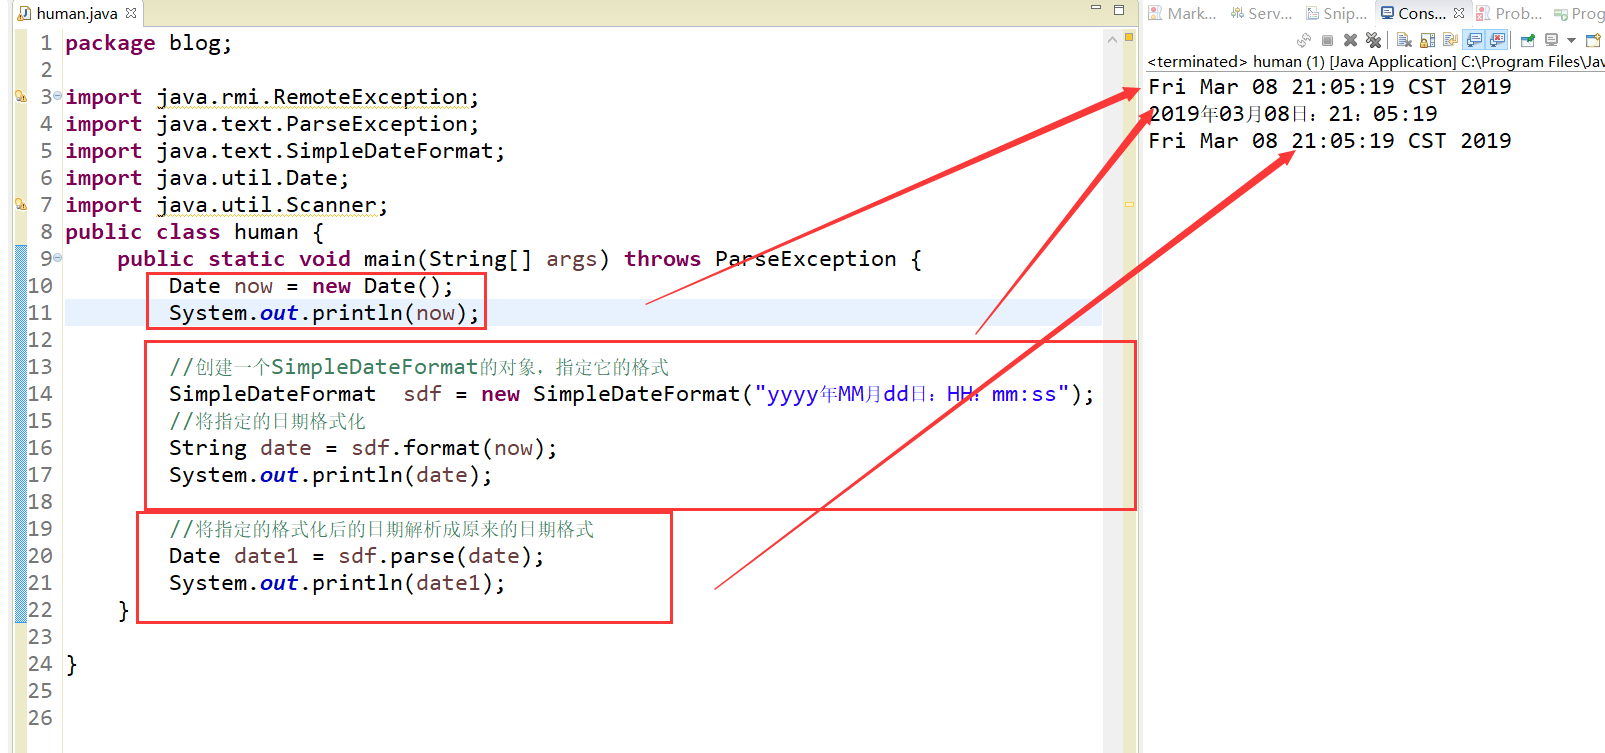 human.java
1 package blog;
2
3 import java.rmi.RemoteException;
4 import java.text.ParseException;
5 import java.text.SimpleDateFormat;
6 import java.util.Date;
7 import java.util.Scanner;
8 public class human {
9 public static void main(String[] args) throws ParseException {
10 Date now = new Date();
11 System.out.println(now);
12
13 //创建一个SimpleDateFormat的对象，指定它的格式
14 SimpleDateFormat  sdf = new SimpleDateFormat("yyyy年MM月dd日：HH：mm:ss");
15 //将指定的日期格式化
16 String date = sdf.format(now);
17 System.out.println(date);
18
19 //将指定的格式化后的日期解析成原来的日期格式
20 Date date1 = sdf.parse(date);
21 System.out.println(date1);
22 }
23
24 }
25
26
Mark... Serv... Snip... Cons... Prob... Prog
<terminated> human (1) [Java Application] C:\Program Files\Jav
Fri Mar 08 21:05:19 CST 2019
2019年03月08日：21：05:19
Fri Mar 08 21:05:19 CST 2019